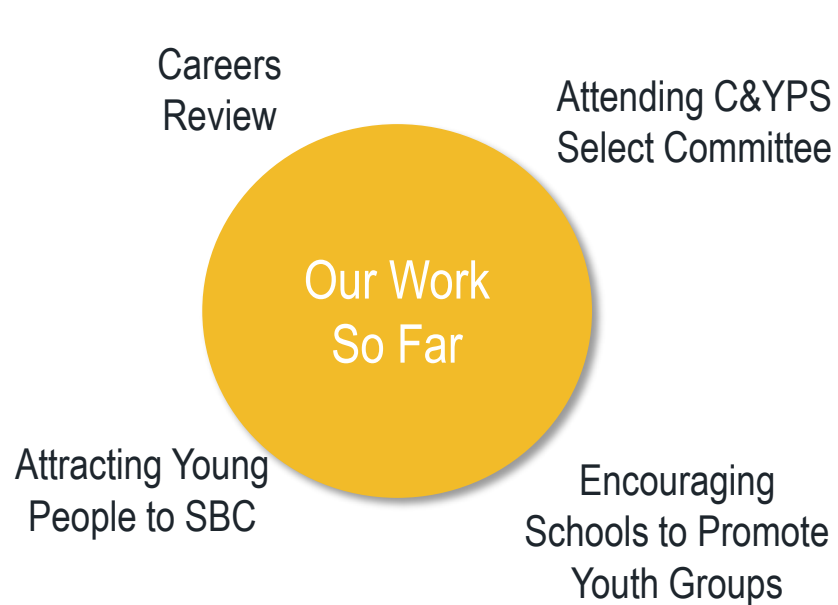 Careers
Review
Attending C&YPS
Select Committee
Our Work
So Far
Attracting Young
People to SBC
Encouraging
Schools to Promote
Youth Groups